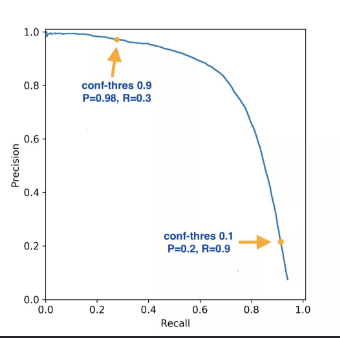 1.0
0.8
0.6
0.4
0.2
0.0
Precision
conf-thres 0.9
P=0.98, R=0.3
conf-thres 0.1
P=0.2, R=0.9
0.0 0.2 0.4 0.6 0.8 1.0
Recall